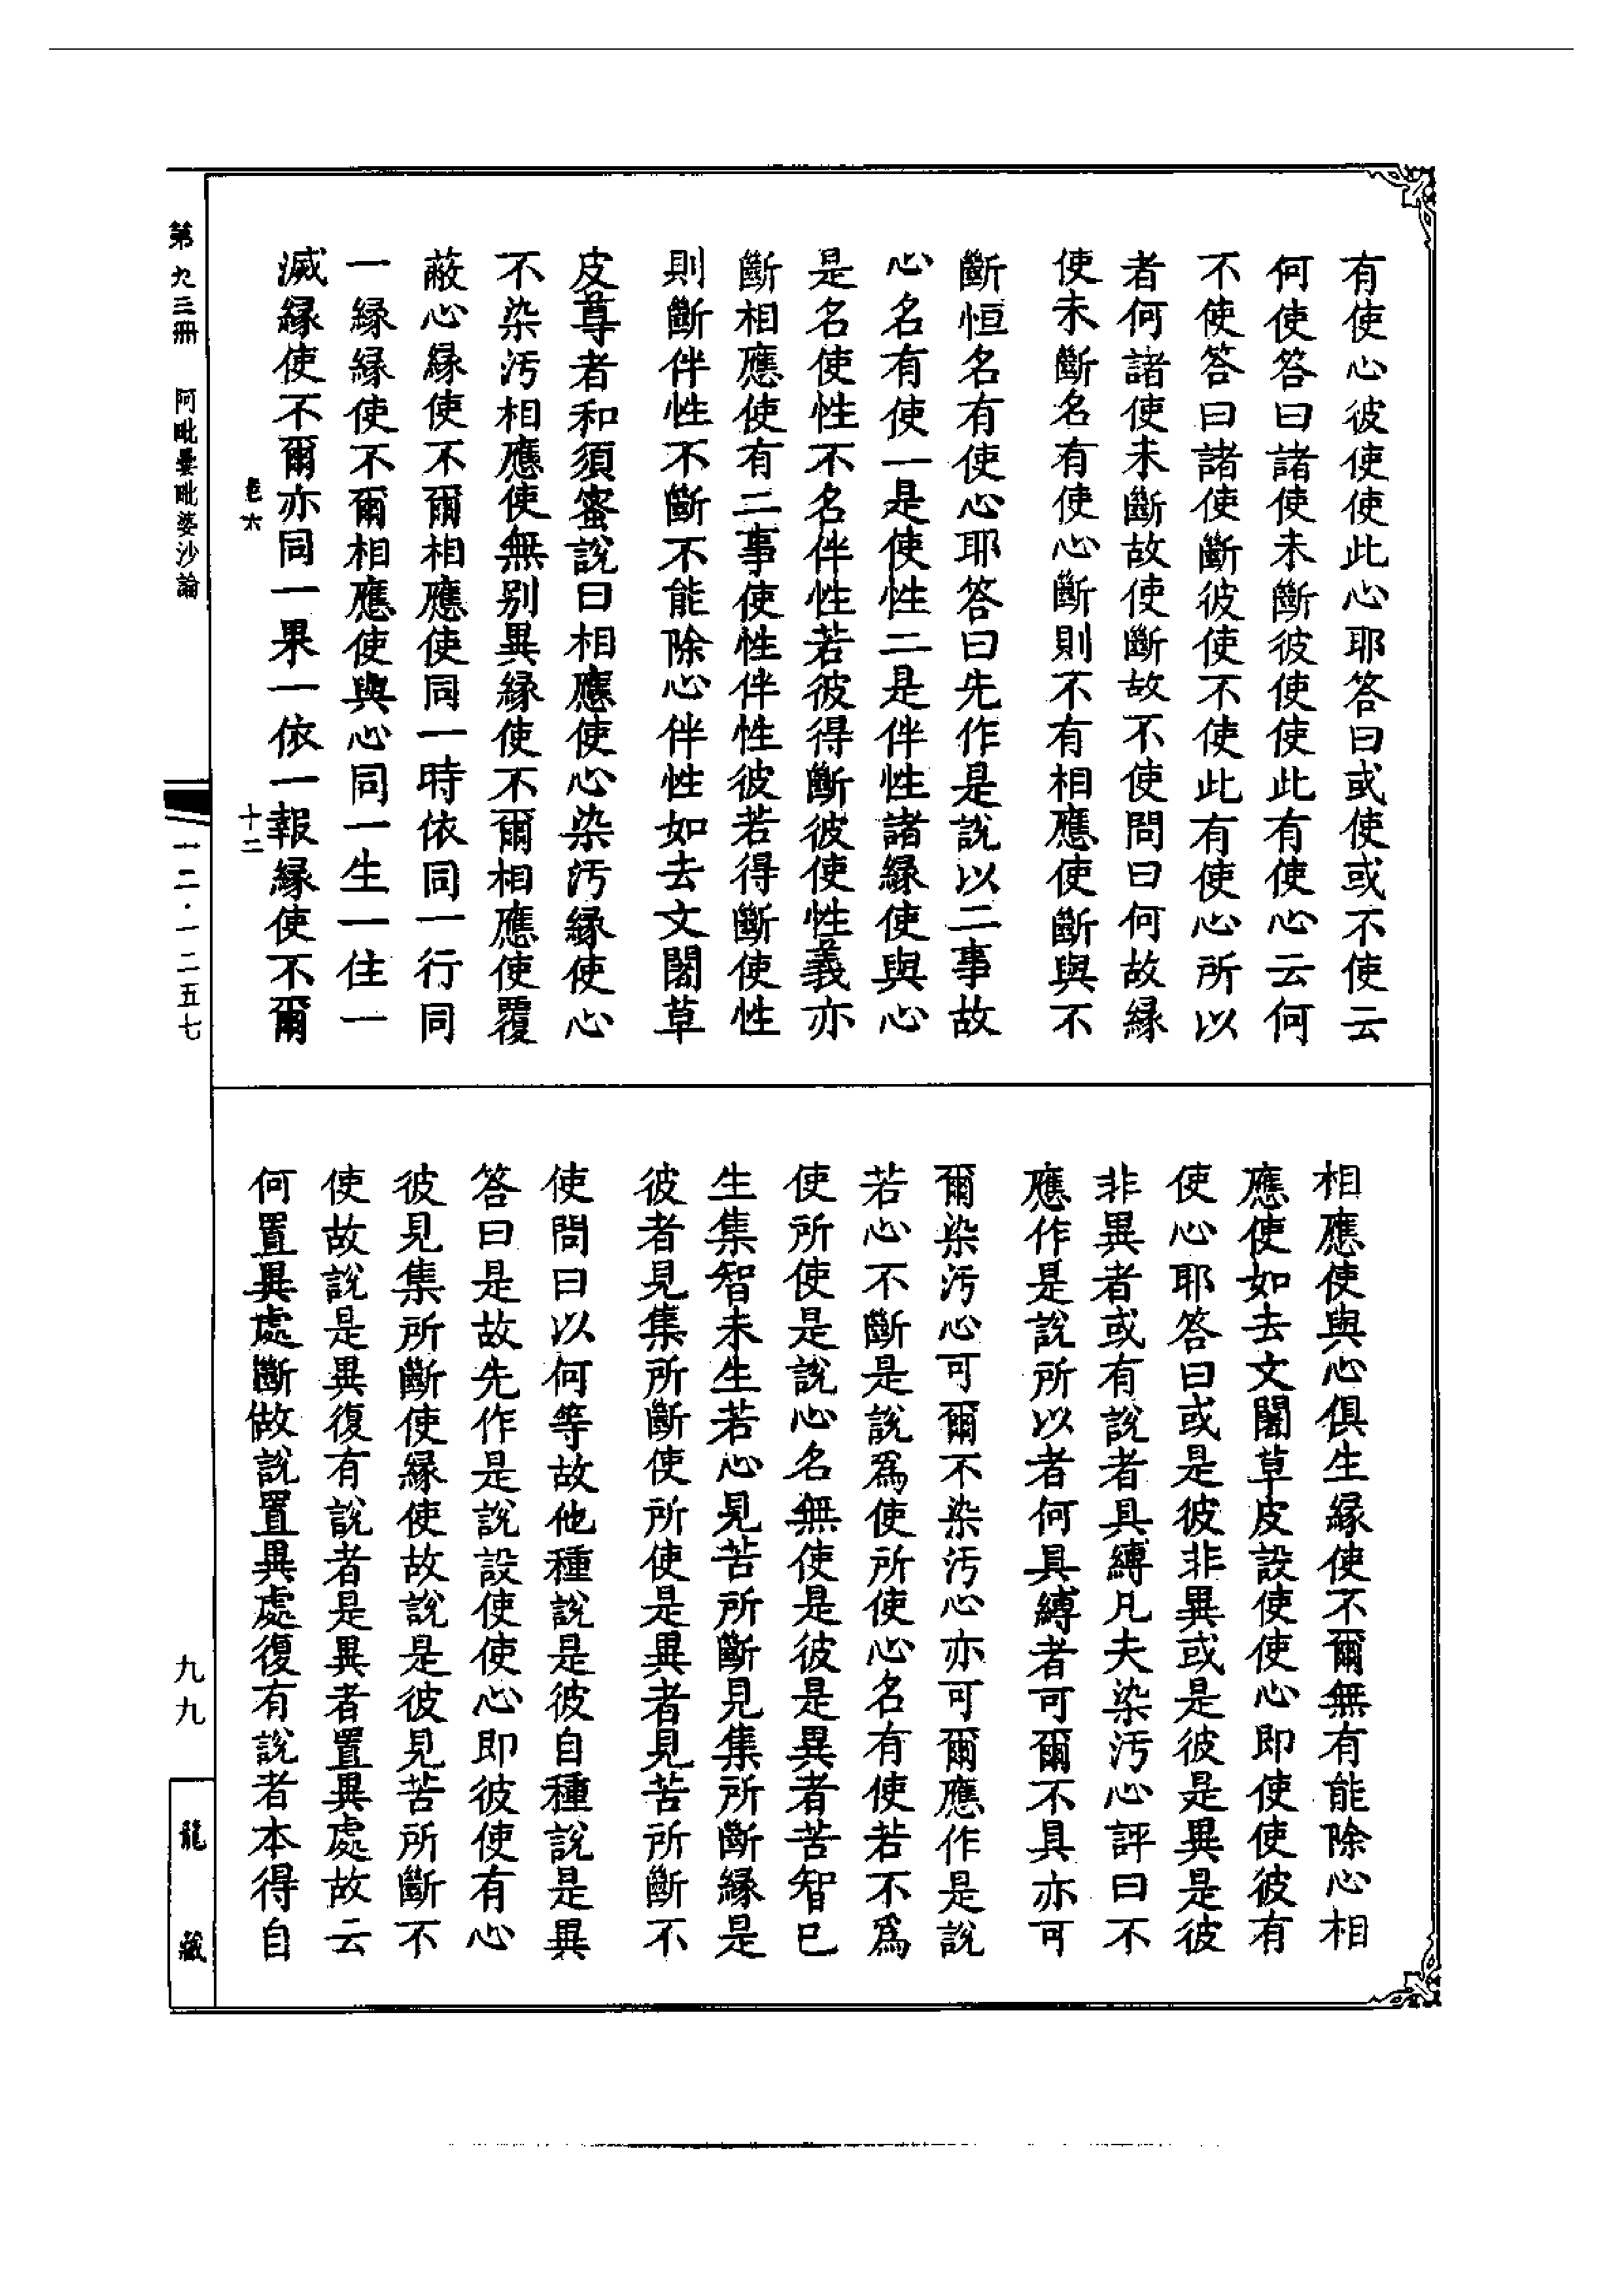 有使心彼使使此心耶答曰或使或不使云
何使答曰諸使未斷彼使使此有使心云何
不使答曰諸使斷彼使不使此有使心所以
者何諸使未斷故使斷故不使問曰何故緣
使未斷名有使心斷則不有相應使斷與不
斷恒名有使心耶答曰先作是說以二事故
心名有使一是使性二是伴性諸緣使與心
是名使性不名伴性若彼得斷彼使性義亦
斷相應使有二事使性伴性彼若得斷使性
則斷伴性不斷不能除心伴性如去文闍草
皮尊者和須蜜說曰相應使心染污緣使心
不染污相應使無別異緣使不爾相應使覆
蔽心緣使不爾相應使同一時依同一行同
一緣緣使不爾相應使與心同一生一住一
滅緣使不爾亦同一果一依一報緣使不爾
卷六
十二
相應使與心俱生緣使不爾無有能除心相
應使如去文闍草皮設使使心即使使彼有
使心耶答曰或是彼非異或是彼是異是彼
非異者或有說者具縛凡夫染污心評曰不
應作是說所以者何具縛者可爾不具亦可
爾染污心可爾不染污心亦可爾應作是說
若心不斷是說為使所使心名有使若不為
使所使是說心名無使是彼是異者苦智已
生集智未生若心見苦所斷見集所斷緣是
彼者見集所斷使所使是異者見苦所斷不
使問曰以何等故他種說是彼自種說是異
答曰是故先作是說設使使心即彼使有心
彼見集所斷使緣使故說是彼見苦所斷不
使故說是異復有說者是異者置異處故云
何置異處斷故說置異處復有說者本得自
第九三冊 阿毗曇毗婆沙論
一二·一二五七
九九
龍藏